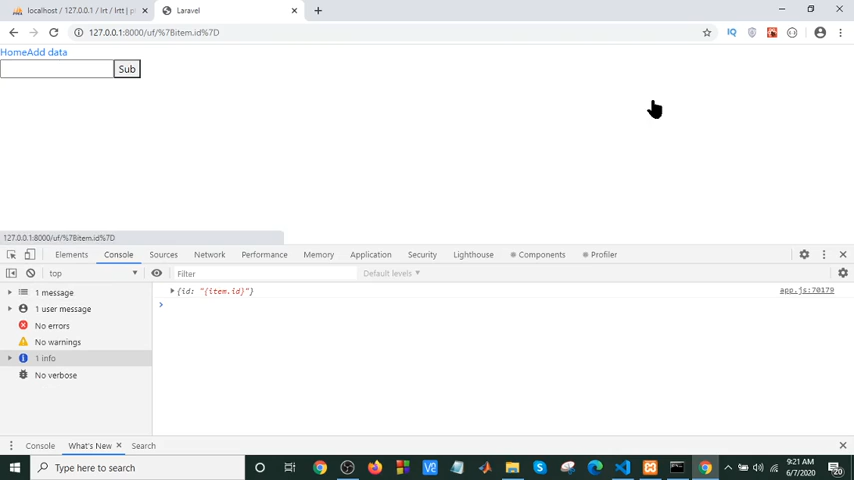 localhost / 127.0.0.1 / lrt / lrtt | p
Laravel
127.0.0.1:8000/uf/%7Bitem.id%7D
HomeAdd data
Sub
127.0.0.1:8000/uf/%7Bitem.id%7D
Elements Console Sources Network Performance Memory Application Security Lighthouse Components Profiler
top Filter Default levels
1 message
{id: "{item.id}"} app.js:70179
1 user message
No errors
No warnings
1 info
No verbose
Console What's New Search
Type here to search
9:21 AM
6/7/2020
20